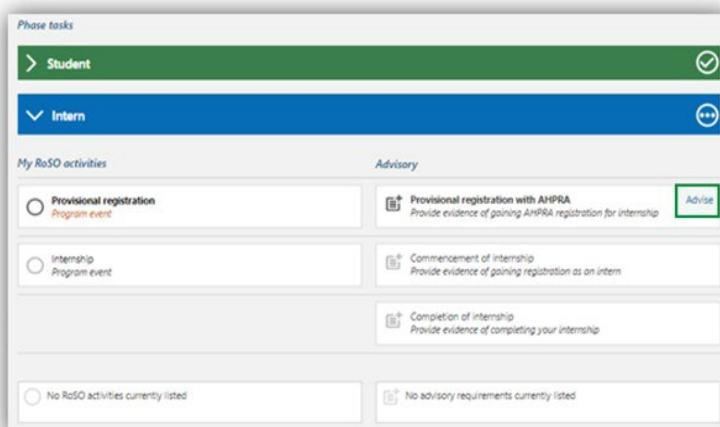 Phase tasks
Student
Intern
My RoSO activities
Advisory
Provisional registration
Program event
Provisional registration with AHPRA
Provide evidence of gaining AHPRA registration for internship
Advise
Internship
Program event
Commencement of internship
Provide evidence of gaining registration as an intern
Completion of internship
Provide evidence of completing your internship
No RoSO activities currently listed
No advisory requirements currently listed